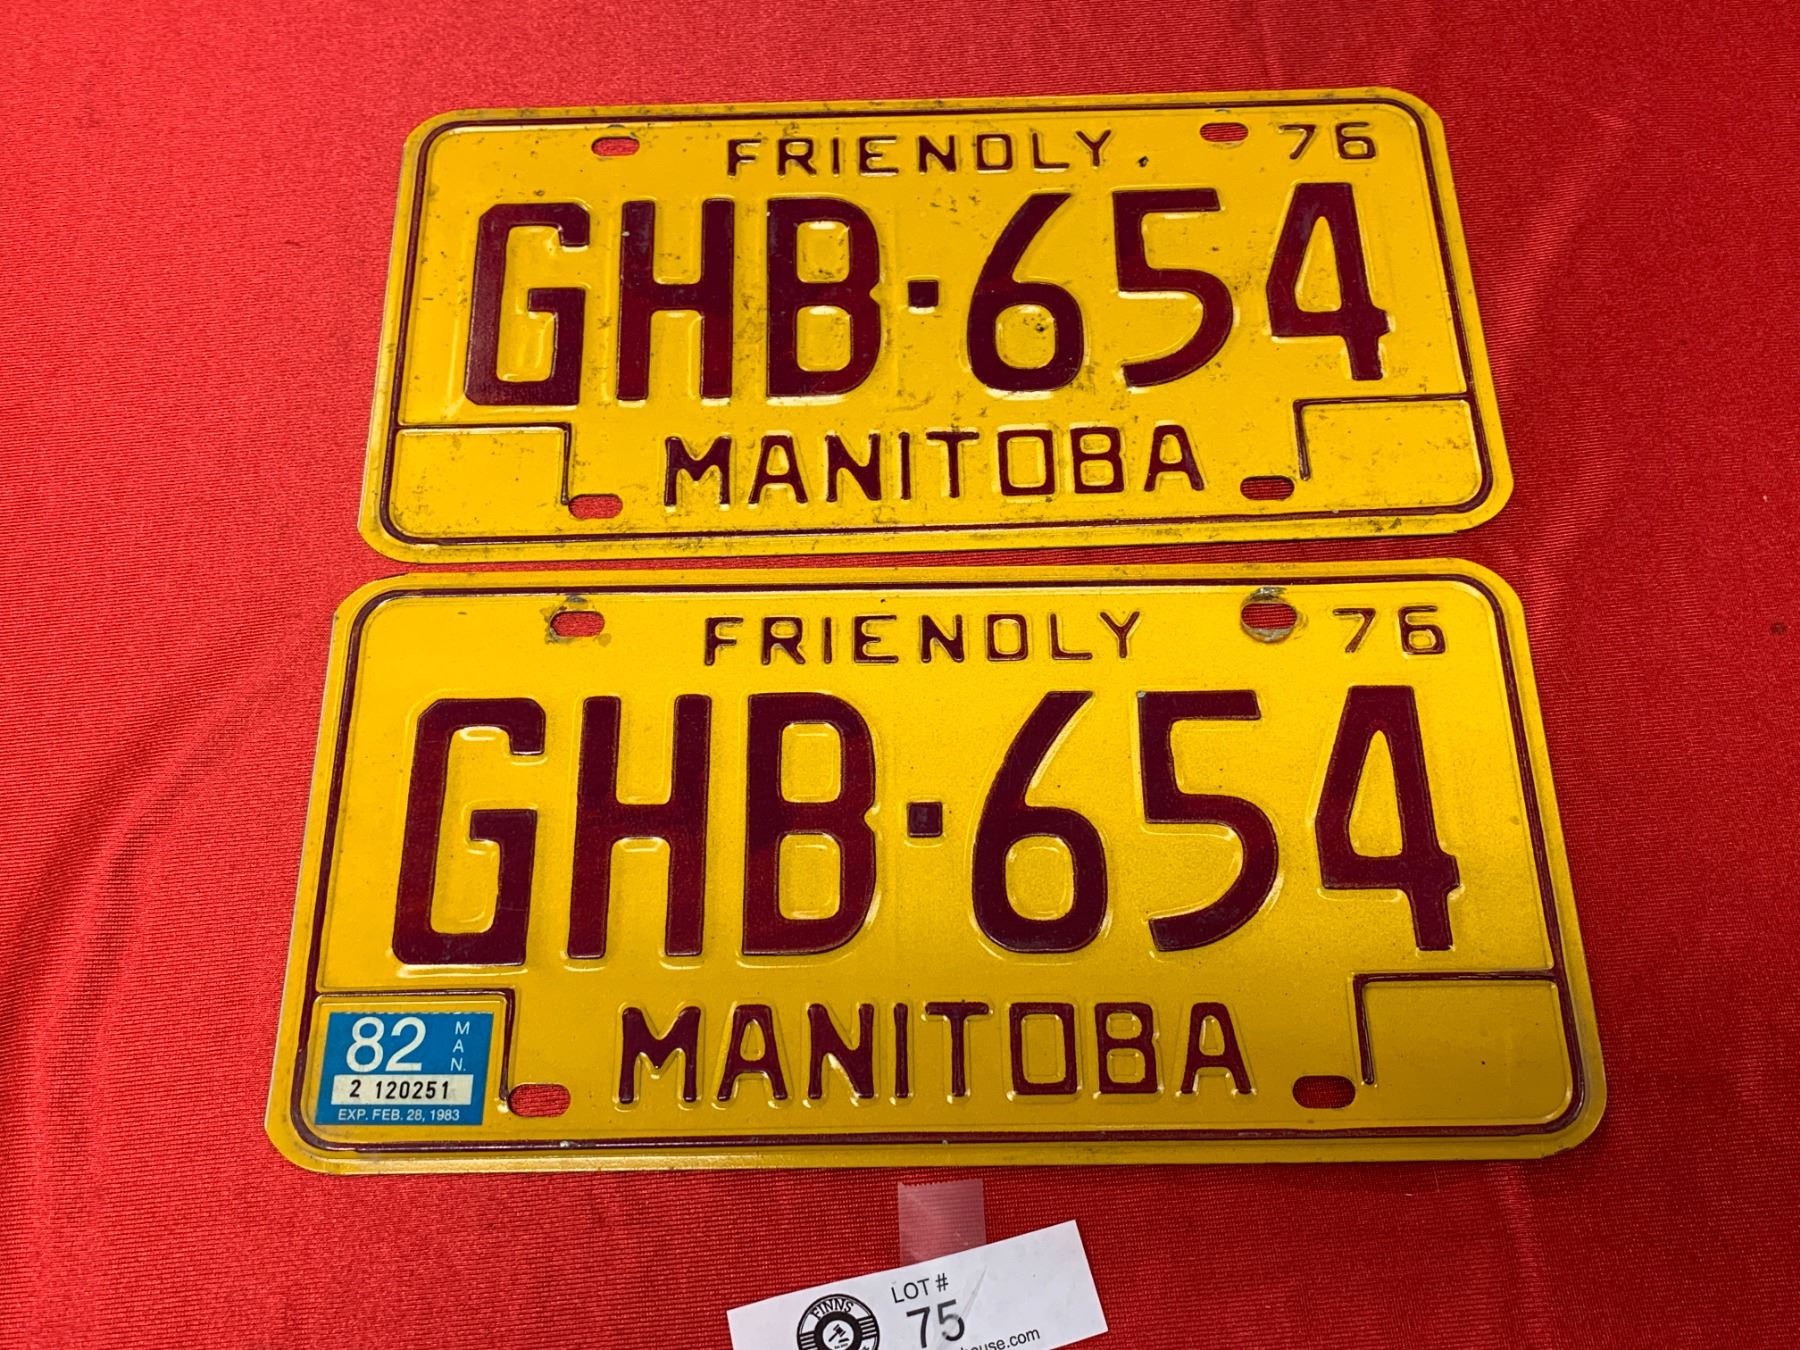 FRIENDLY 76
GHB·654
MANITOBA
FRIENDLY 76
GHB·654
MANITOBA
82 MAN.
2 120251
EXP. FEB. 28, 1983
LOT #
FINNS 75